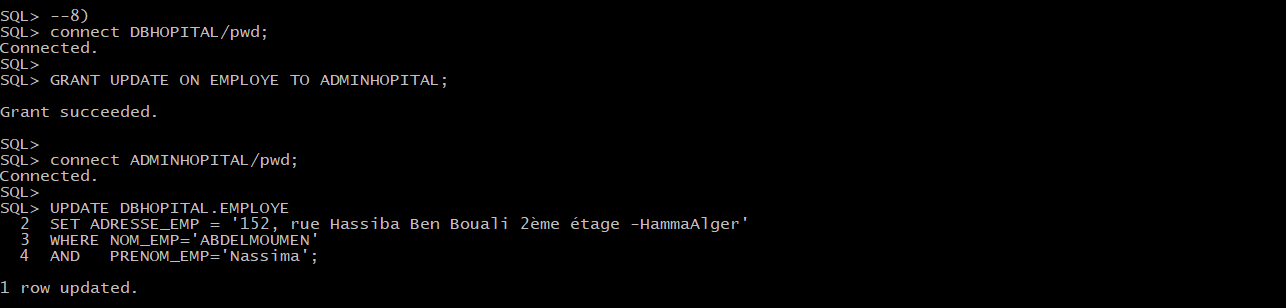 SQL> --8)
SQL> connect DBHOPITAL/pwd;
Connected.
SQL>
SQL> GRANT UPDATE ON EMPLOYE TO ADMINHOPITAL;
Grant succeeded.
SQL>
SQL> connect ADMINHOPITAL/pwd;
Connected.
SQL>
SQL> UPDATE DBHOPITAL.EMPLOYE
2 SET ADRESSE_EMP = '152, rue Hassiba Ben Bouali 2ème étage -HammaAlger'
3 WHERE NOM_EMP='ABDELMOUMEN'
4 AND PRENOM_EMP='Nassima';
1 row updated.